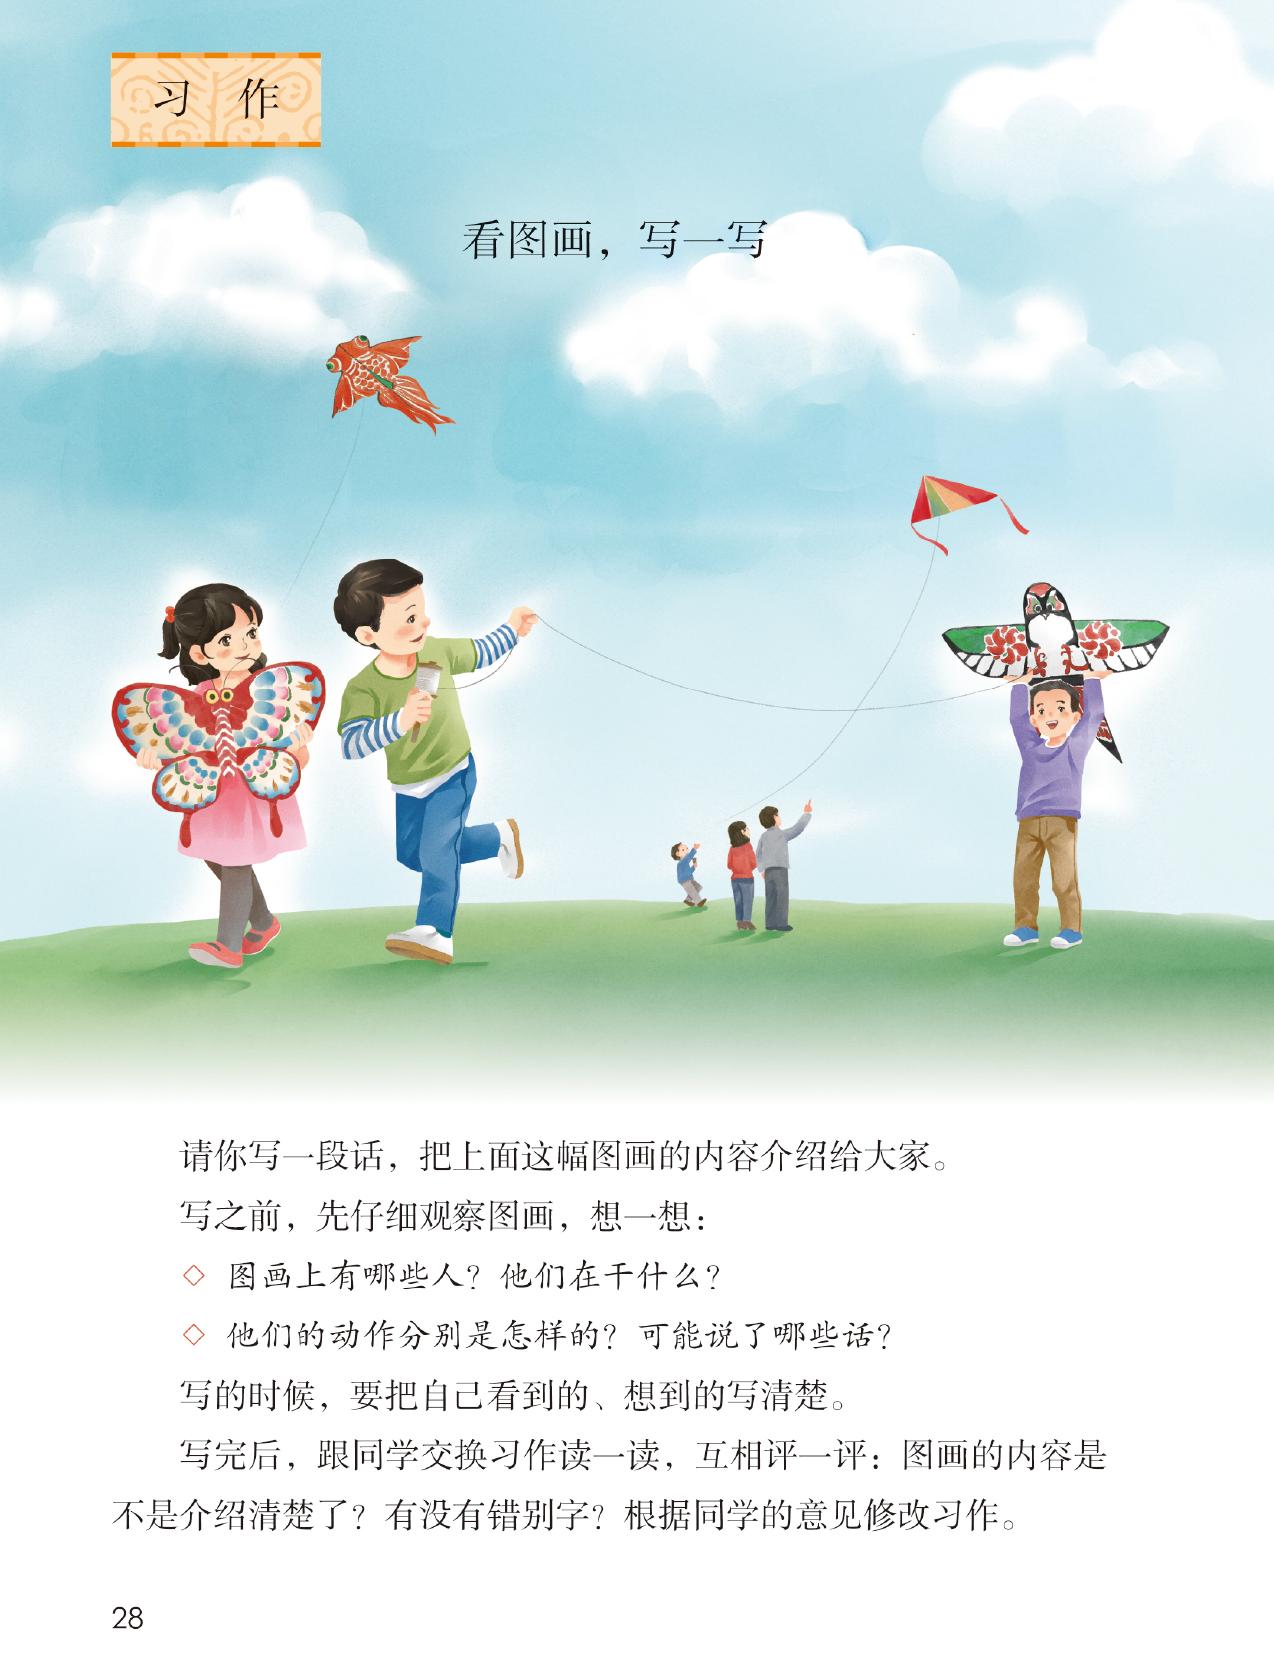 习 作
看图画，写一写
请你写一段话，把上面这幅图画的内容介绍给大家。
写之前，先仔细观察图画，想一想：
◇ 图画上有哪些人？他们在干什么？
◇ 他们的动作分别是怎样的？可能说了哪些话？
写的时候，要把自己看到的、想到的写清楚。
写完后，跟同学交换习作读一读，互相评一评：图画的内容是
不是介绍清楚了？有没有错别字？根据同学的意见修改习作。
28